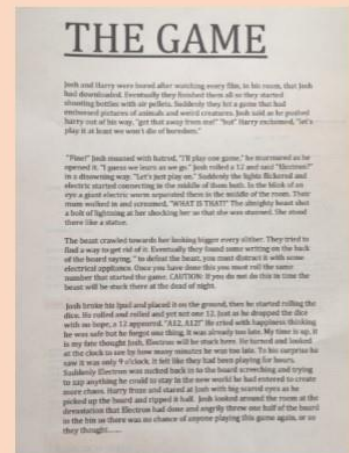 THE GAME
Josh and Harry were bored after watching every film, in his room, that Josh
had downloaded. Eventually they finished them all so they started
shooting bottles with air pellets. Suddenly they hit a game that had
embossed pictures of animals and weird creatures. Josh said as he pushed
harry out of his way, "get that away from me!" "but" Harry exclaimed, "let's
play it at least we won't die of boredom."
"Fine!" Josh moaned with hatred, "I'll play one game," he murmured as he
opened it. "I guess we learn as we go." Josh rolled a 12 and said "Electreon?"
in a disowning way. "Let's just play on." Suddenly the lights flickered and
electric started connecting in the middle of them both. In the blink of an
eye a giant electric worm separated them in the middle of the room. Their
mum walked in and screamed, "WHAT IS THAT!" The almighty beast shot
a bolt of lightning at her shocking her so that she was stunned. She stood
there like a statue.
The beast crawled towards her looking bigger every slither. They tried to
find a way to get rid of it. Eventually they found some writing on the back
of the board saying, " to defeat the beast, you must distract it with some
electrical appliance. Once you have done this you must roll the same
number that started the game. CAUTION: if you do not do this in time the
beast will be stuck there at the dead of night.
Josh broke his Ipad and placed it on the ground, then he started rolling the
dice. He rolled and rolled and yet not one 12. Just as he dropped the dice
with no hope, a 12 appeared. "A12, A12!" He cried with happiness thinking
he was safe but he forgot one thing, it was already too late. My time is up, it
is my fate thought Josh, Electreon will be stuck here. He turned and looked
at the clock to see by how many minutes he was too late. To his surprise he
saw it was only 9 o'clock. It felt like they had been playing for hours.
Suddenly Electreon was sucked back in to the board screeching and trying
to say anything he could to stay in the new world he had entered to create
more chaos. Harry froze and stared at Josh with big scared eyes as he
picked up the board and ripped it half. Josh looked around the room at the
devastation that Electreon had done and angrily threw one half of the board
in the bin so there was no chance of anyone playing this game again, or so
they thought......